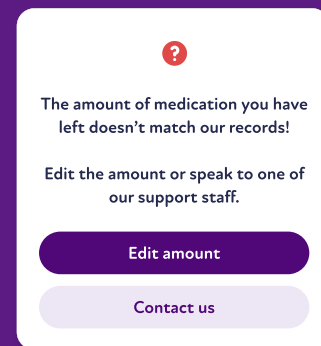 ?
The amount of medication you have
left doesn’t match our records!
Edit the amount or speak to one of
our support staff.
Edit amount
Contact us